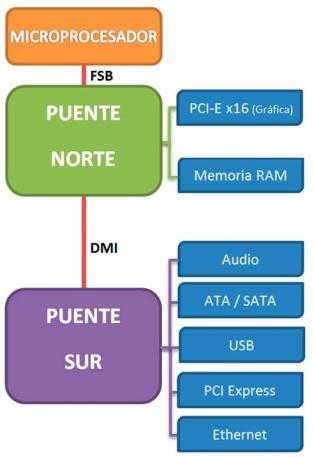 MICROPROCESADOR
FSB
PUENTE
NORTE
PCI-E x16 (Gráfica)
Memoria RAM
DMI
PUENTE
SUR
Audio
ATA / SATA
USB
PCI Express
Ethernet